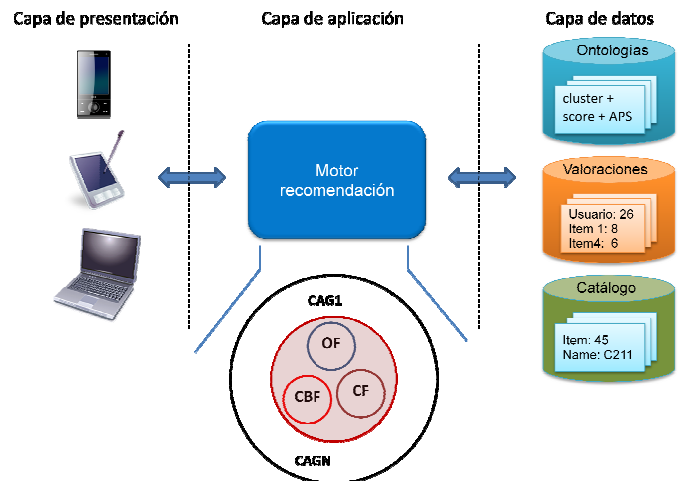 Capa de presentación
Capa de aplicación
Capa de datos
Ontologías
cluster +
score + APS
Motor
recomendación
Valoraciones
Usuario: 26
Item 1: 8
Item4: 6
Catálogo
Item: 45
Name: C211
CAG1
OF
CBF
CF
CAGN